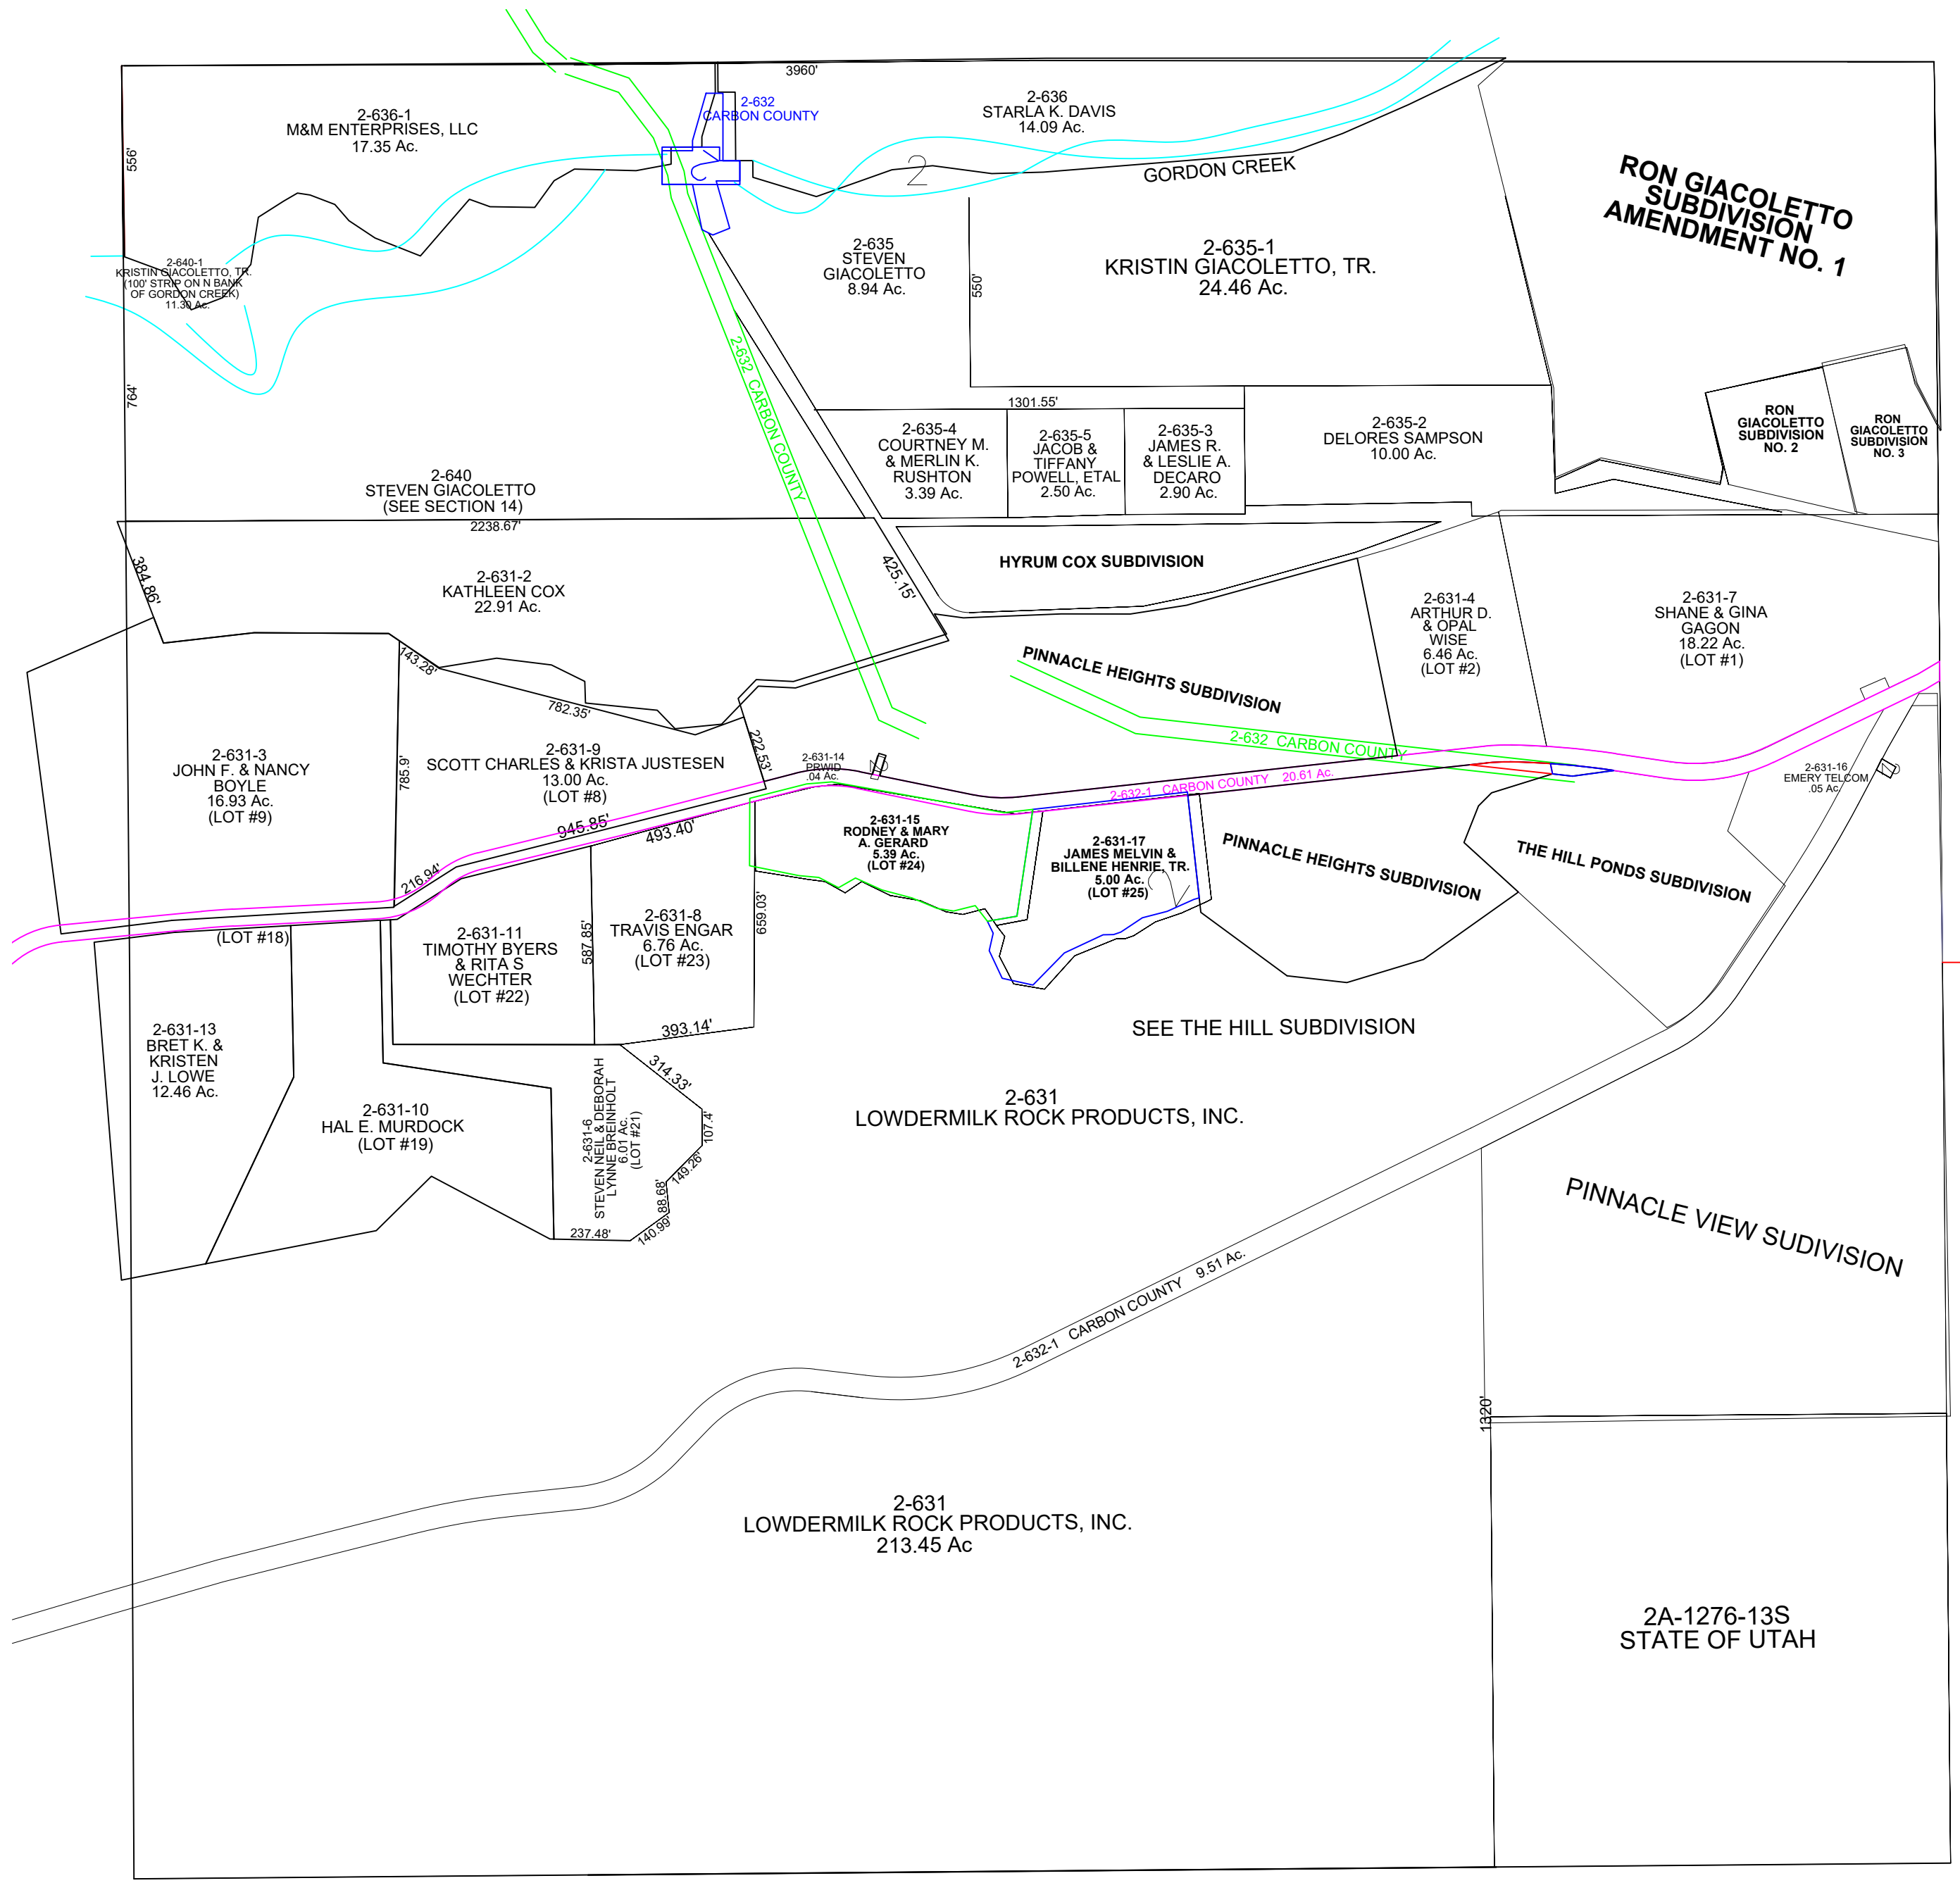 3960'
2-636-1
M&M ENTERPRISES, LLC
17.35 Ac.
556'
2-632
CARBON COUNTY
2-636
STARLA K. DAVIS
14.09 Ac.
2
GORDON CREEK
RON GIACOLETTO
SUBDIVISION
AMENDMENT NO. 1
2-640-1
KRISTIN GIACOLETTO, TR.
(100' STRIP ON N BANK
OF GORDON CREEK)
11.30 Ac.
2-635
STEVEN
GIACOLETTO
8.94 Ac.
550'
2-635-1
KRISTIN GIACOLETTO, TR.
24.46 Ac.
764'
2-632 CARBON COUNTY
1301.55'
2-635-4
COURTNEY M.
& MERLIN K.
RUSHTON
3.39 Ac.
2-635-5
JACOB &
TIFFANY
POWELL, ETAL
2.50 Ac.
2-635-3
JAMES R.
& LESLIE A.
DECARO
2.90 Ac.
2-635-2
DELORES SAMPSON
10.00 Ac.
RON
GIACOLETTO
SUBDIVISION
NO. 2
RON
GIACOLETTO
SUBDIVISION
NO. 3
2-640
STEVEN GIACOLETTO
(SEE SECTION 14)
2238.67'
384.86'
2-631-2
KATHLEEN COX
22.91 Ac.
425.15'
HYRUM COX SUBDIVISION
2-631-4
ARTHUR D.
& OPAL
WISE
6.46 Ac.
(LOT #2)
2-631-7
SHANE & GINA
GAGON
18.22 Ac.
(LOT #1)
143.28'
782.35'
PINNACLE HEIGHTS SUBDIVISION
2-632 CARBON COUNTY
2-631-3
JOHN F. & NANCY
BOYLE
16.93 Ac.
(LOT #9)
785.9'
2-631-9
SCOTT CHARLES & KRISTA JUSTESEN
13.00 Ac.
(LOT #8)
222.53'
2-631-14
PRWID
.04 Ac.
2-632-1 CARBON COUNTY 20.61 Ac.
2-631-16
EMERY TELCOM
.05 Ac.
945.85'
493.40'
216.94'
2-631-15
RODNEY & MARY
A. GERARD
5.39 Ac.
(LOT #24)
2-631-17
JAMES MELVIN &
BILLENE HENRIE, TR.
5.00 Ac.
(LOT #25)
PINNACLE HEIGHTS SUBDIVISION
THE HILL PONDS SUBDIVISION
(LOT #18)
2-631-11
TIMOTHY BYERS
& RITA S
WECHTER
(LOT #22)
587.85'
2-631-8
TRAVIS ENGAR
6.76 Ac.
(LOT #23)
659.03'
393.14'
SEE THE HILL SUBDIVISION
2-631-13
BRET K. &
KRISTEN
J. LOWE
12.46 Ac.
2-631-10
HAL E. MURDOCK
(LOT #19)
2-631-6
STEVEN NEIL & DEBORAH
LYNNE BREINHOLT
6.01 Ac.
(LOT #21)
314.33'
107.4'
149.26'
88.68'
140.99'
237.48'
2-631
LOWDERMILK ROCK PRODUCTS, INC.
PINNACLE VIEW SUDIVISION
2-632-1 CARBON COUNTY 9.51 Ac.
1320'
2-631
LOWDERMILK ROCK PRODUCTS, INC.
213.45 Ac
2A-1276-13S
STATE OF UTAH